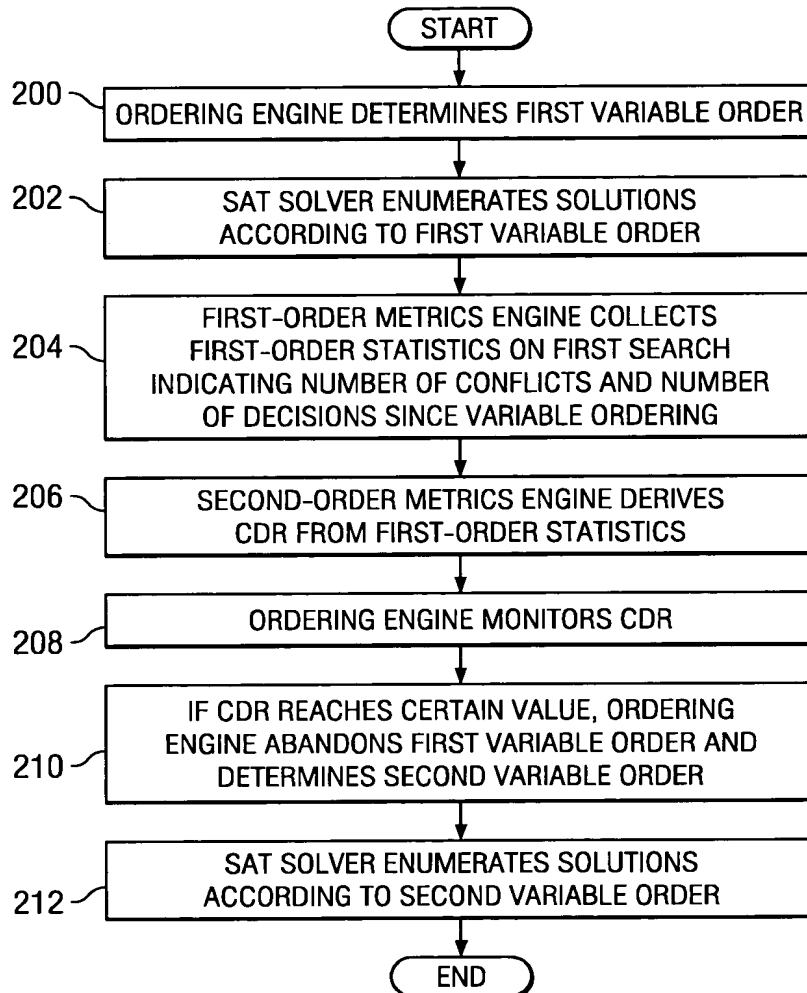 START
200
ORDERING ENGINE DETERMINES FIRST VARIABLE ORDER
202
SAT SOLVER ENUMERATES SOLUTIONS
ACCORDING TO FIRST VARIABLE ORDER
204
FIRST-ORDER METRICS ENGINE COLLECTS
FIRST-ORDER STATISTICS ON FIRST SEARCH
INDICATING NUMBER OF CONFLICTS AND NUMBER
OF DECISIONS SINCE VARIABLE ORDERING
206
SECOND-ORDER METRICS ENGINE DERIVES
CDR FROM FIRST-ORDER STATISTICS
208
ORDERING ENGINE MONITORS CDR
210
IF CDR REACHES CERTAIN VALUE, ORDERING
ENGINE ABANDONS FIRST VARIABLE ORDER AND
DETERMINES SECOND VARIABLE ORDER
212
SAT SOLVER ENUMERATES SOLUTIONS
ACCORDING TO SECOND VARIABLE ORDER
END